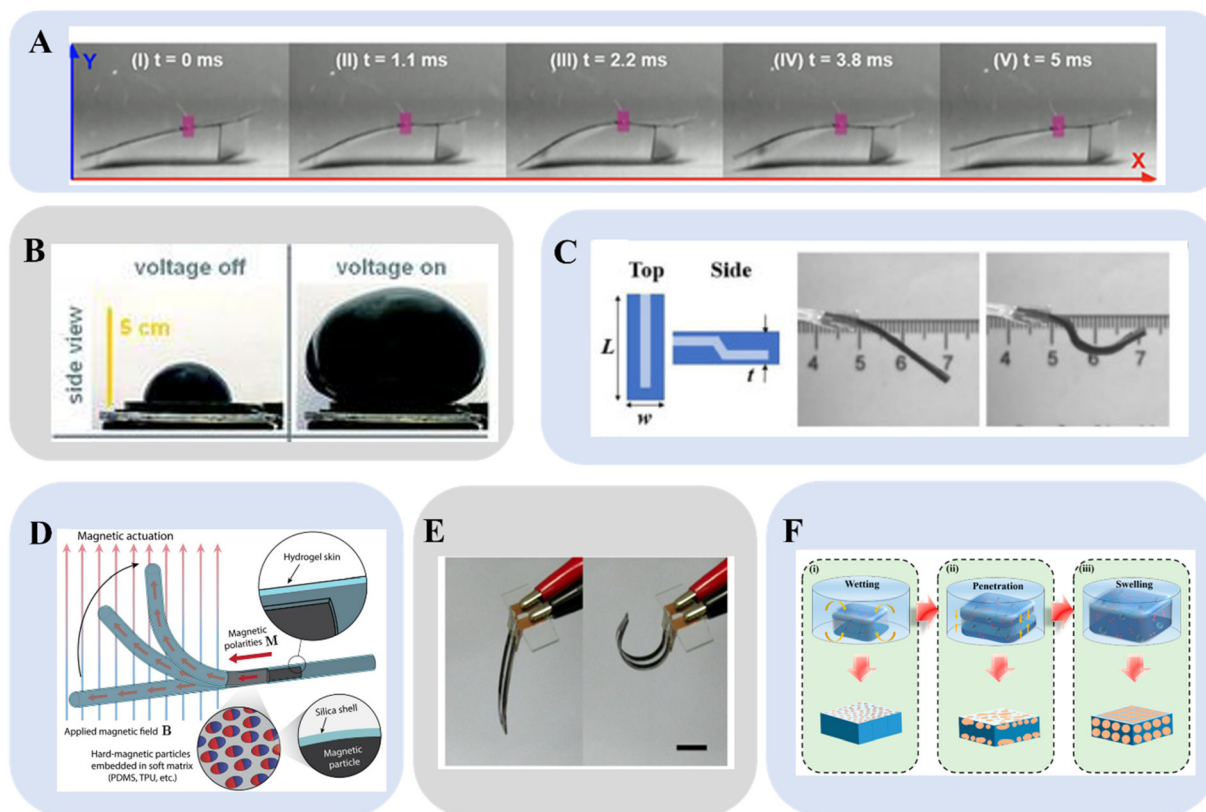 A
Y
(I) t = 0 ms
(II) t = 1.1 ms
(III) t = 2.2 ms
(IV) t = 3.8 ms
(V) t = 5 ms
X
B
voltage off
voltage on
side view
5 cm
C
Top
Side
L
w
t
4 5 6 7
4 5 6 7
D
Magnetic actuation
Hydrogel skin
Magnetic
polarities M
Silica shell
Applied magnetic field B
Magnetic
particle
Hard-magnetic particles
embedded in soft matrix
(PDMS, TPU, etc.)
E
F
(i)
Wetting
(ii)
Penetration
(iii)
Swelling